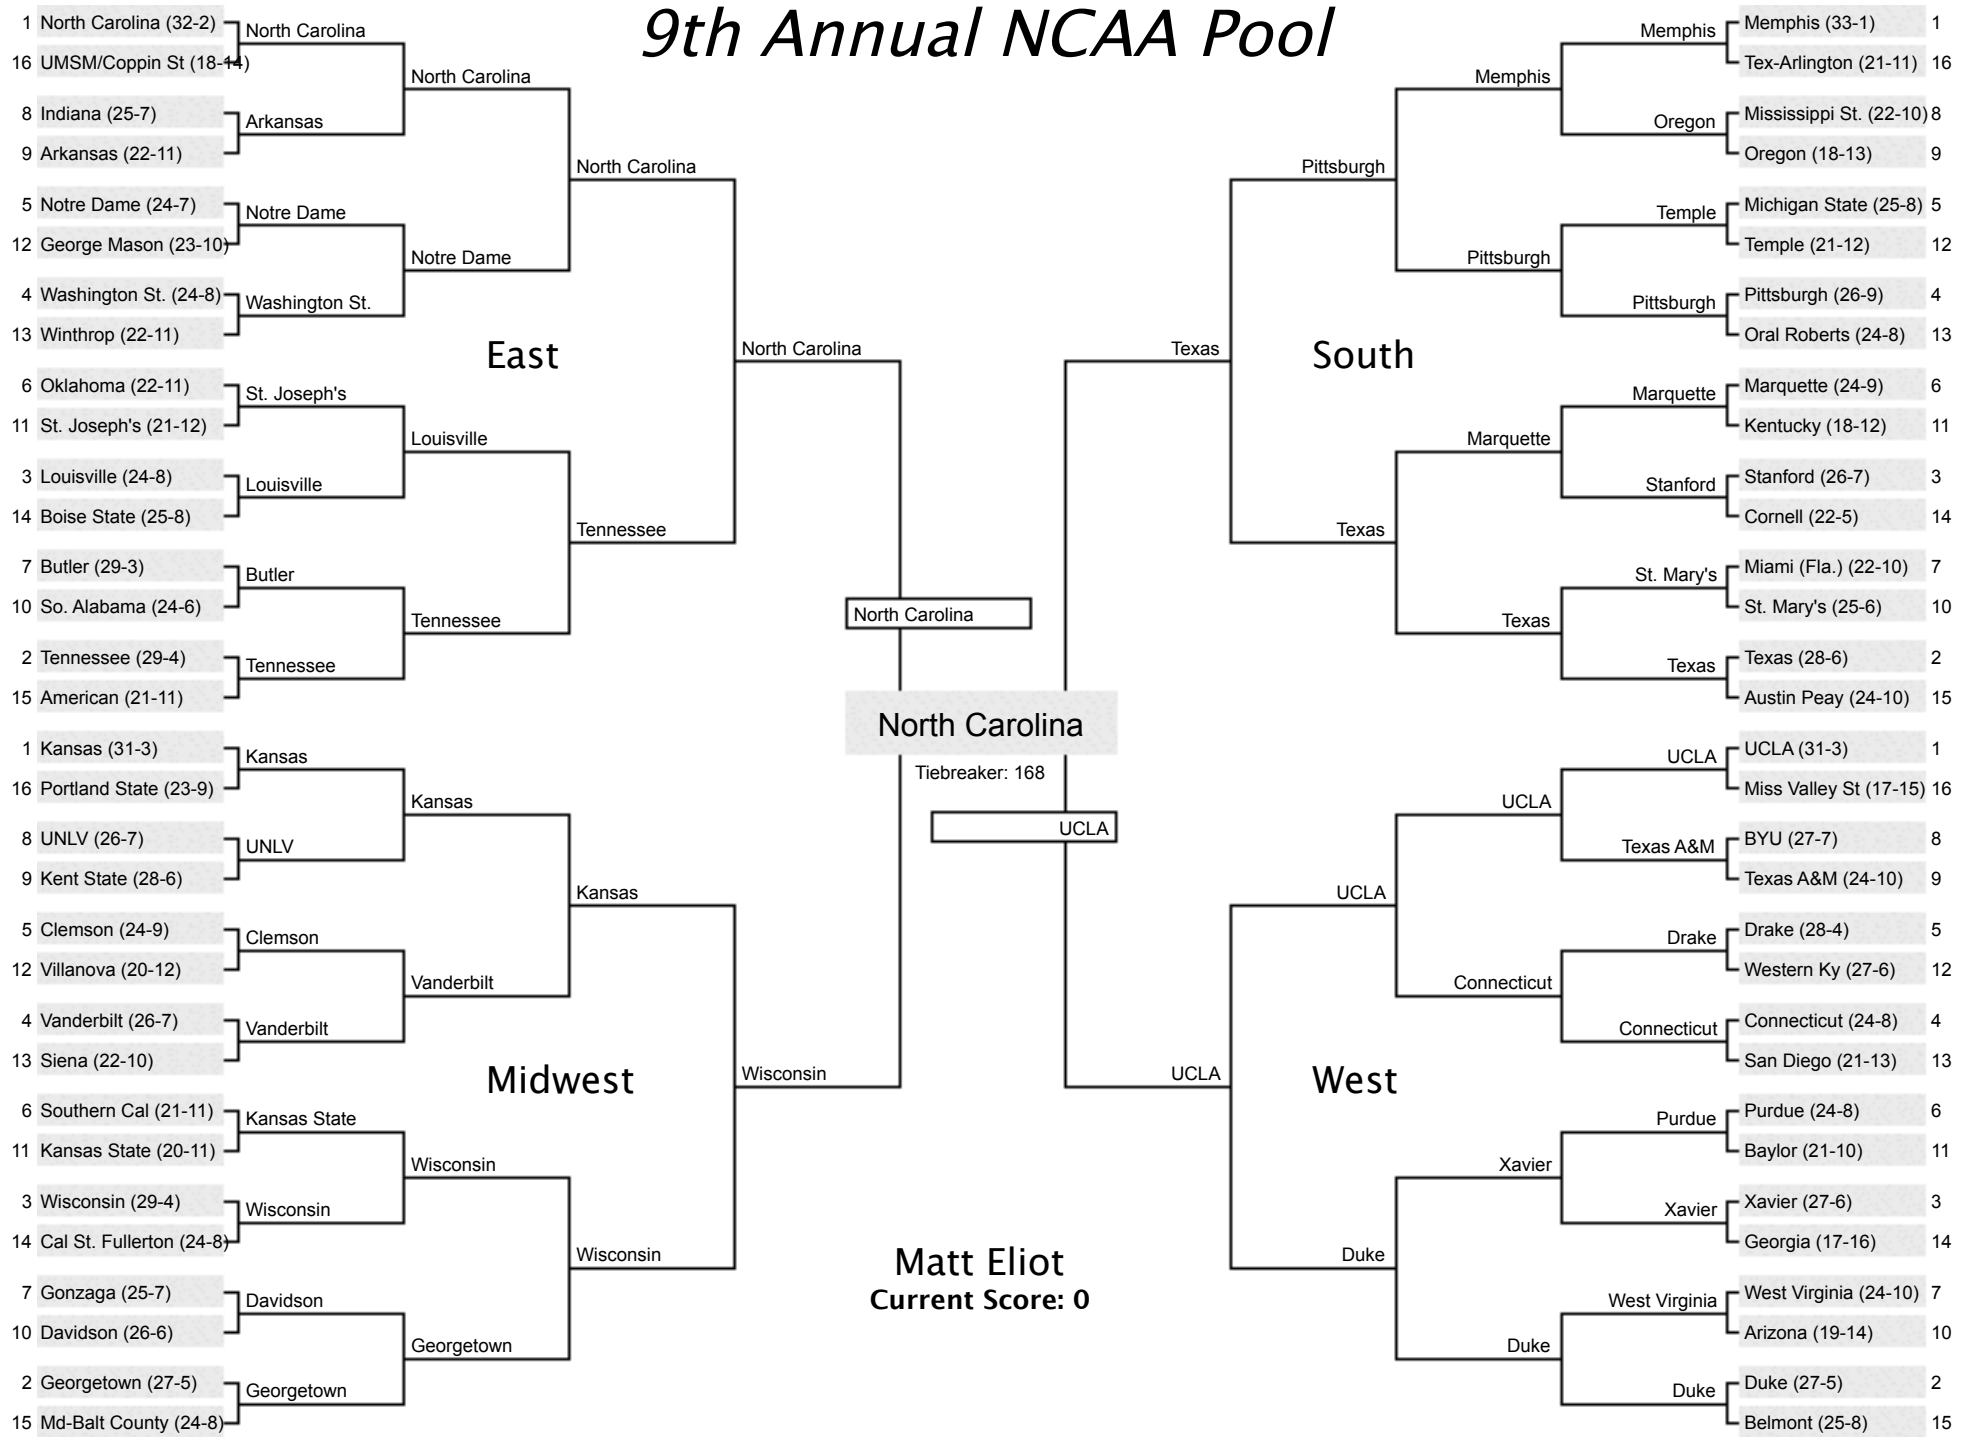 9th Annual NCAA Pool
1 North Carolina (32-2)
16 UMSM/Coppin St (18-14)
8 Indiana (25-7)
9 Arkansas (22-11)
5 Notre Dame (24-7)
12 George Mason (23-10)
4 Washington St. (24-8)
13 Winthrop (22-11)
6 Oklahoma (22-11)
11 St. Joseph's (21-12)
3 Louisville (24-8)
14 Boise State (25-8)
7 Butler (29-3)
10 So. Alabama (24-6)
2 Tennessee (29-4)
15 American (21-11)
North Carolina
Arkansas
Notre Dame
Washington St.
St. Joseph's
Louisville
Butler
Tennessee
North Carolina
Notre Dame
Louisville
Tennessee
North Carolina
Tennessee
North Carolina
East
1 Kansas (31-3)
16 Portland State (23-9)
8 UNLV (26-7)
9 Kent State (28-6)
5 Clemson (24-9)
12 Villanova (20-12)
4 Vanderbilt (26-7)
13 Siena (22-10)
6 Southern Cal (21-11)
11 Kansas State (20-11)
3 Wisconsin (29-4)
14 Cal St. Fullerton (24-8)
7 Gonzaga (25-7)
10 Davidson (26-6)
2 Georgetown (27-5)
15 Md-Balt County (24-8)
Kansas
UNLV
Clemson
Vanderbilt
Kansas State
Wisconsin
Davidson
Georgetown
Kansas
Vanderbilt
Wisconsin
Georgetown
Kansas
Wisconsin
Wisconsin
Midwest
North Carolina
North Carolina
Tiebreaker: 168
UCLA
Matt Eliot
Current Score: 0
Memphis (33-1) 1
Tex-Arlington (21-11) 16
Mississippi St. (22-10) 8
Oregon (18-13) 9
Michigan State (25-8) 5
Temple (21-12) 12
Pittsburgh (26-9) 4
Oral Roberts (24-8) 13
Marquette (24-9) 6
Kentucky (18-12) 11
Stanford (26-7) 3
Cornell (22-5) 14
Miami (Fla.) (22-10) 7
St. Mary's (25-6) 10
Texas (28-6) 2
Austin Peay (24-10) 15
Memphis
Oregon
Temple
Pittsburgh
Marquette
Stanford
St. Mary's
Texas
Memphis
Pittsburgh
Marquette
Texas
Pittsburgh
Texas
Texas
South
UCLA (31-3) 1
Miss Valley St (17-15) 16
BYU (27-7) 8
Texas A&M (24-10) 9
Drake (28-4) 5
Western Ky (27-6) 12
Connecticut (24-8) 4
San Diego (21-13) 13
Purdue (24-8) 6
Baylor (21-10) 11
Xavier (27-6) 3
Georgia (17-16) 14
West Virginia (24-10) 7
Arizona (19-14) 10
Duke (27-5) 2
Belmont (25-8) 15
UCLA
Texas A&M
Drake
Connecticut
Purdue
Xavier
West Virginia
Duke
UCLA
Connecticut
Xavier
Duke
UCLA
Duke
UCLA
West